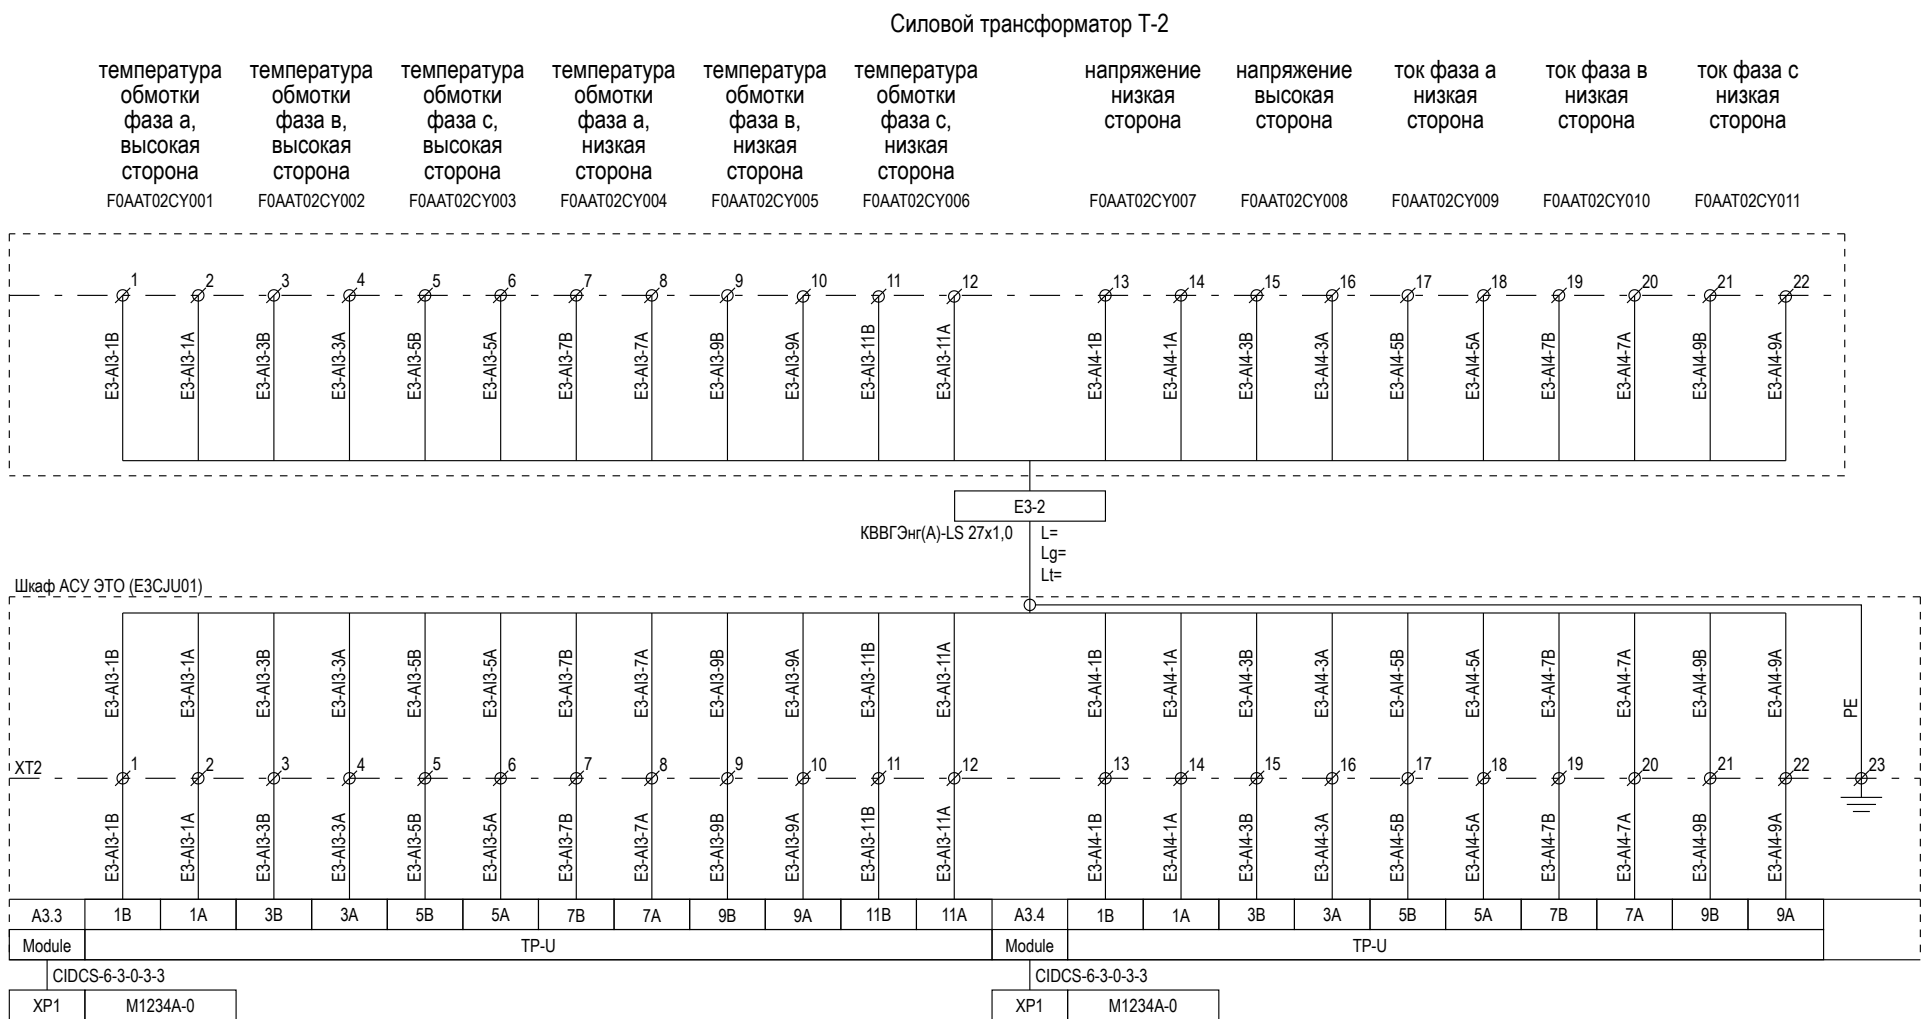 Силовой трансформатор Т-2
температура обмотки фаза а, высокая сторона
F0AAT02CY001
температура обмотки фаза в, высокая сторона
F0AAT02CY002
температура обмотки фаза с, высокая сторона
F0AAT02CY003
температура обмотки фаза а, низкая сторона
F0AAT02CY004
температура обмотки фаза в, низкая сторона
F0AAT02CY005
температура обмотки фаза с, низкая сторона
F0AAT02CY006
напряжение низкая сторона
F0AAT02CY007
напряжение высокая сторона
F0AAT02CY008
ток фаза а низкая сторона
F0AAT02CY009
ток фаза в низкая сторона
F0AAT02CY010
ток фаза с низкая сторона
F0AAT02CY011
1 2 3 4 5 6 7 8 9 10 11 12 13 14 15 16 17 18 19 20 21 22
E3-AI3-1B E3-AI3-1A E3-AI3-3B E3-AI3-3A E3-AI3-5B E3-AI3-5A E3-AI3-7B E3-AI3-7A E3-AI3-9B E3-AI3-9A E3-AI3-11B E3-AI3-11A E3-AI4-1B E3-AI4-1A E3-AI4-3B E3-AI4-3A E3-AI4-5B E3-AI4-5A E3-AI4-7B E3-AI4-7A E3-AI4-9B E3-AI4-9A
E3-2
КВВГЭнг(А)-LS 27x1,0
L=
Lg=
Lt=
Шкаф АСУ ЭТО (E3CJU01)
E3-AI3-1B E3-AI3-1A E3-AI3-3B E3-AI3-3A E3-AI3-5B E3-AI3-5A E3-AI3-7B E3-AI3-7A E3-AI3-9B E3-AI3-9A E3-AI3-11B E3-AI3-11A E3-AI4-1B E3-AI4-1A E3-AI4-3B E3-AI4-3A E3-AI4-5B E3-AI4-5A E3-AI4-7B E3-AI4-7A E3-AI4-9B E3-AI4-9A PE
XT2 1 2 3 4 5 6 7 8 9 10 11 12 13 14 15 16 17 18 19 20 21 22 23
E3-AI3-1B E3-AI3-1A E3-AI3-3B E3-AI3-3A E3-AI3-5B E3-AI3-5A E3-AI3-7B E3-AI3-7A E3-AI3-9B E3-AI3-9A E3-AI3-11B E3-AI3-11A E3-AI4-1B E3-AI4-1A E3-AI4-3B E3-AI4-3A E3-AI4-5B E3-AI4-5A E3-AI4-7B E3-AI4-7A E3-AI4-9B E3-AI4-9A
A3.3 1B 1A 3B 3A 5B 5A 7B 7A 9B 9A 11B 11A A3.4 1B 1A 3B 3A 5B 5A 7B 7A 9B 9A
Module TP-U Module TP-U
CIDCS-6-3-0-3-3 CIDCS-6-3-0-3-3
XP1 M1234A-0 XP1 M1234A-0